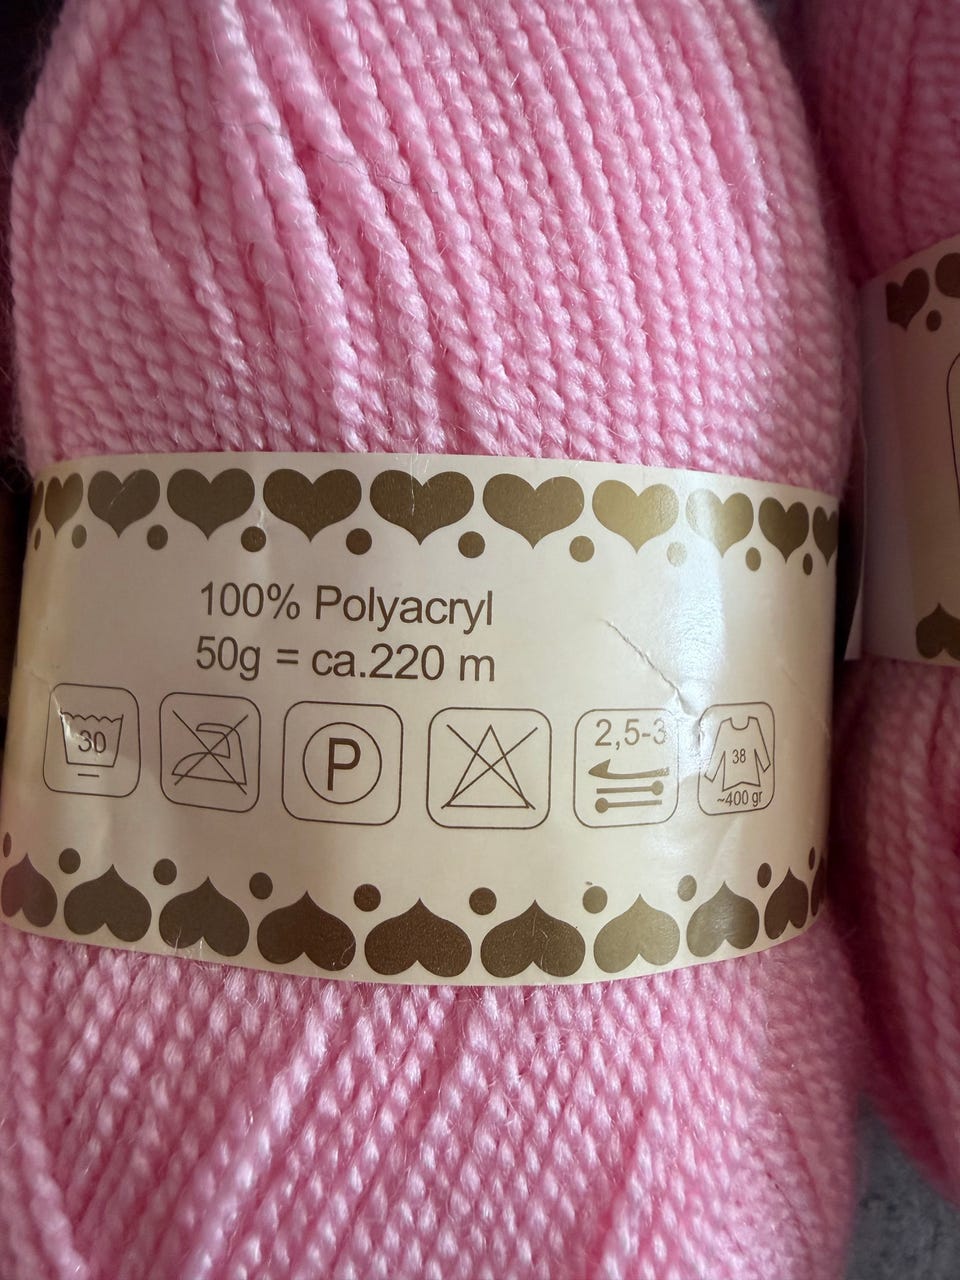 100% Polyacryl
50g = ca.220 m
30
P
2,5-3
38
~400 gr